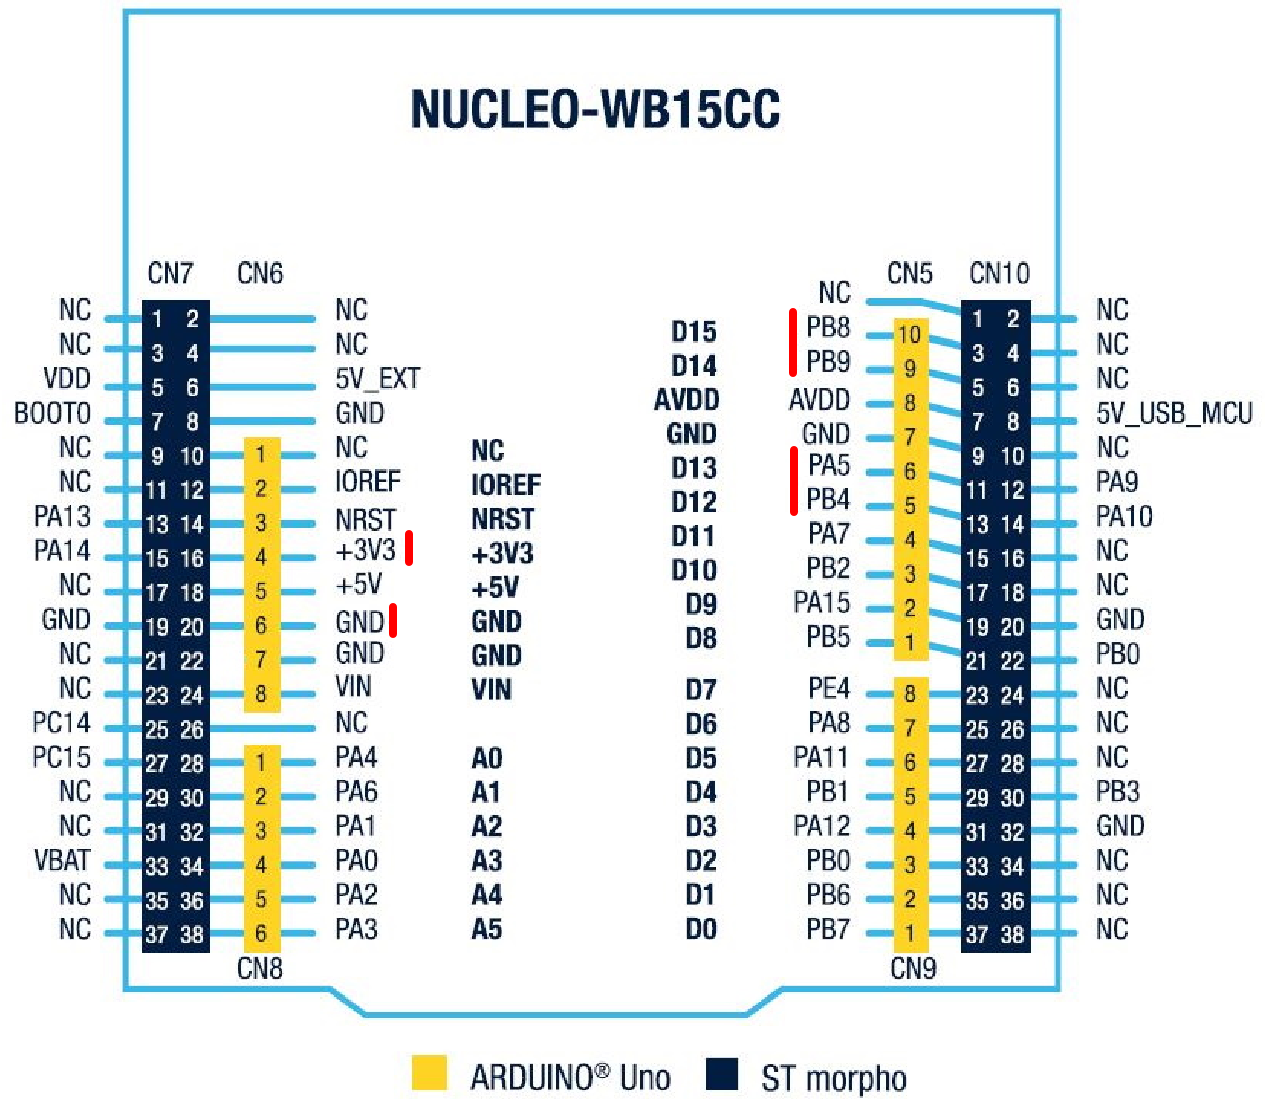 NUCLEO-WB15CC
CN7 CN6 CN5 CN10
NC 1 2 NC NC 1 2 NC
NC 3 4 NC D15 PB8 10 3 4 NC
VDD 5 6 5V_EXT D14 PB9 9 5 6 NC
BOOT0 7 8 GND AVDD AVDD 8 7 8 5V_USB_MCU
NC 9 10 1 NC NC GND GND 7 9 10 NC
NC 11 12 2 IOREF IOREF D13 PA5 6 11 12 PA9
PA13 13 14 3 NRST NRST D12 PB4 5 13 14 PA10
PA14 15 16 4 +3V3 +3V3 D11 PA7 4 15 16 NC
NC 17 18 5 +5V +5V D10 PB2 3 17 18 NC
GND 19 20 6 GND GND D9 PA15 2 19 20 GND
NC 21 22 7 GND GND D8 PB5 1 21 22 PB0
NC 23 24 8 VIN VIN D7 PE4 8 23 24 NC
PC14 25 26 NC D6 PA8 7 25 26 NC
PC15 27 28 1 PA4 A0 D5 PA11 6 27 28 NC
NC 29 30 2 PA6 A1 D4 PB1 5 29 30 PB3
NC 31 32 3 PA1 A2 D3 PA12 4 31 32 GND
VBAT 33 34 4 PA0 A3 D2 PB0 3 33 34 NC
NC 35 36 5 PA2 A4 D1 PB6 2 35 36 NC
NC 37 38 6 PA3 A5 D0 PB7 1 37 38 NC
CN8 CN9
ARDUINO® Uno ST morpho